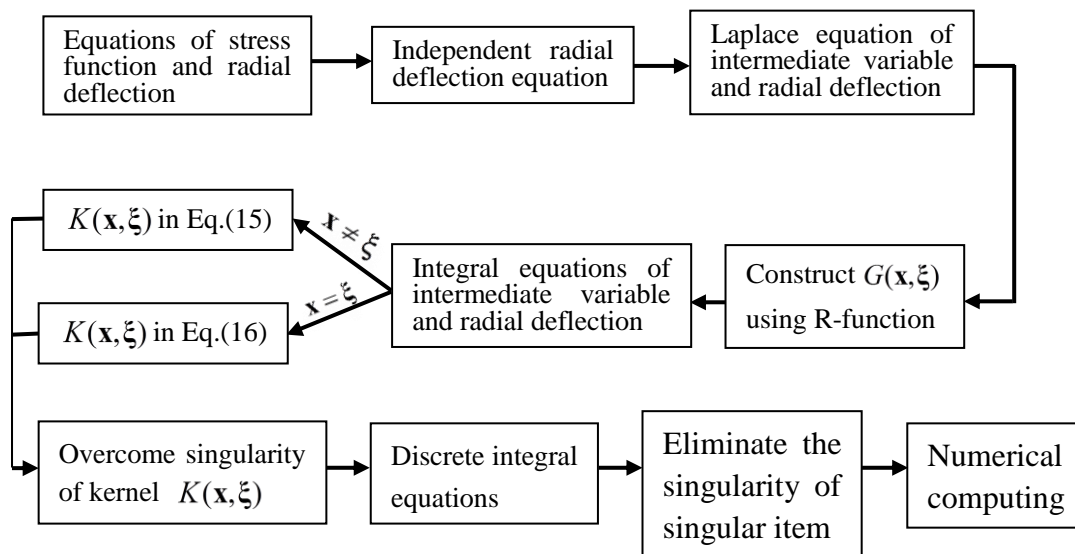 Equations of stress
function and radial
deflection
Independent radial
deflection equation
Laplace equation of
intermediate variable
and radial deflection
Construct G(x,ξ)
using R-function
Integral equations of
intermediate variable
and radial deflection
x ≠ ξ
x = ξ
K(x,ξ) in Eq.(15)
K(x,ξ) in Eq.(16)
Overcome singularity
of kernel K(x,ξ)
Discrete integral
equations
Eliminate the
singularity of
singular item
Numerical
computing